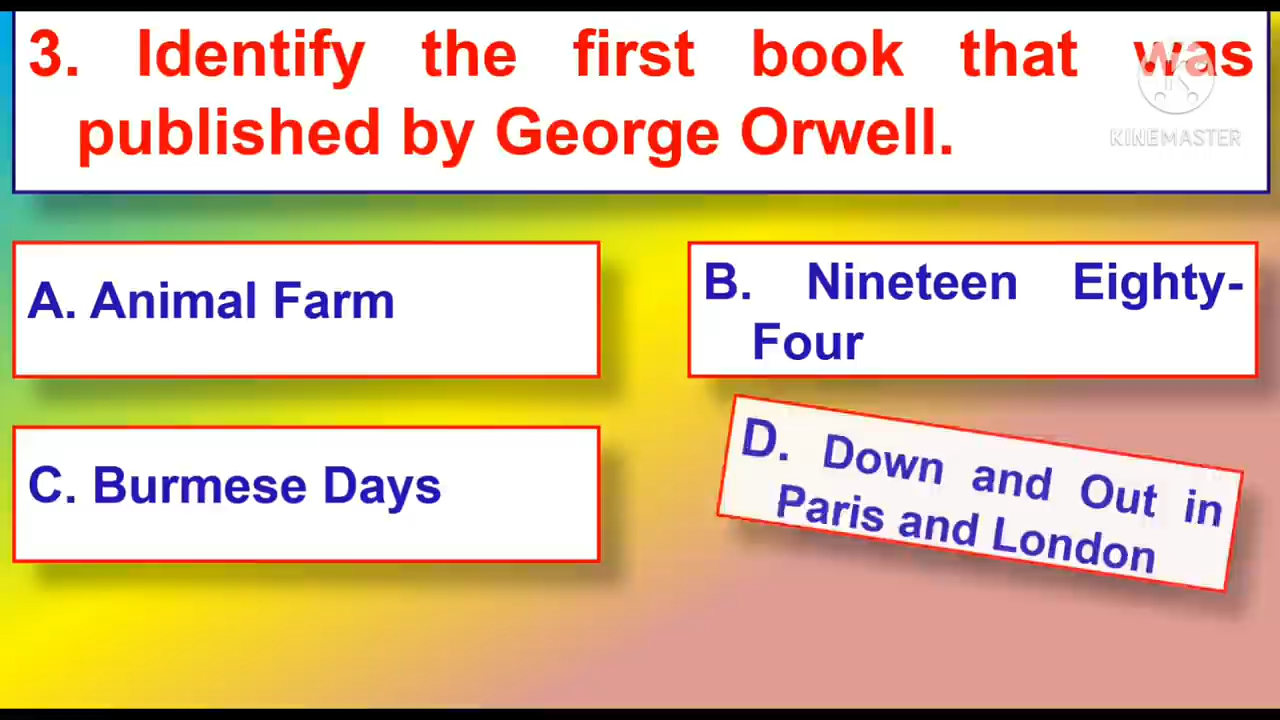 3. Identify the first book that was
published by George Orwell.
KINEMASTER
A. Animal Farm
B. Nineteen Eighty-
Four
C. Burmese Days
D. Down and Out in
Paris and London